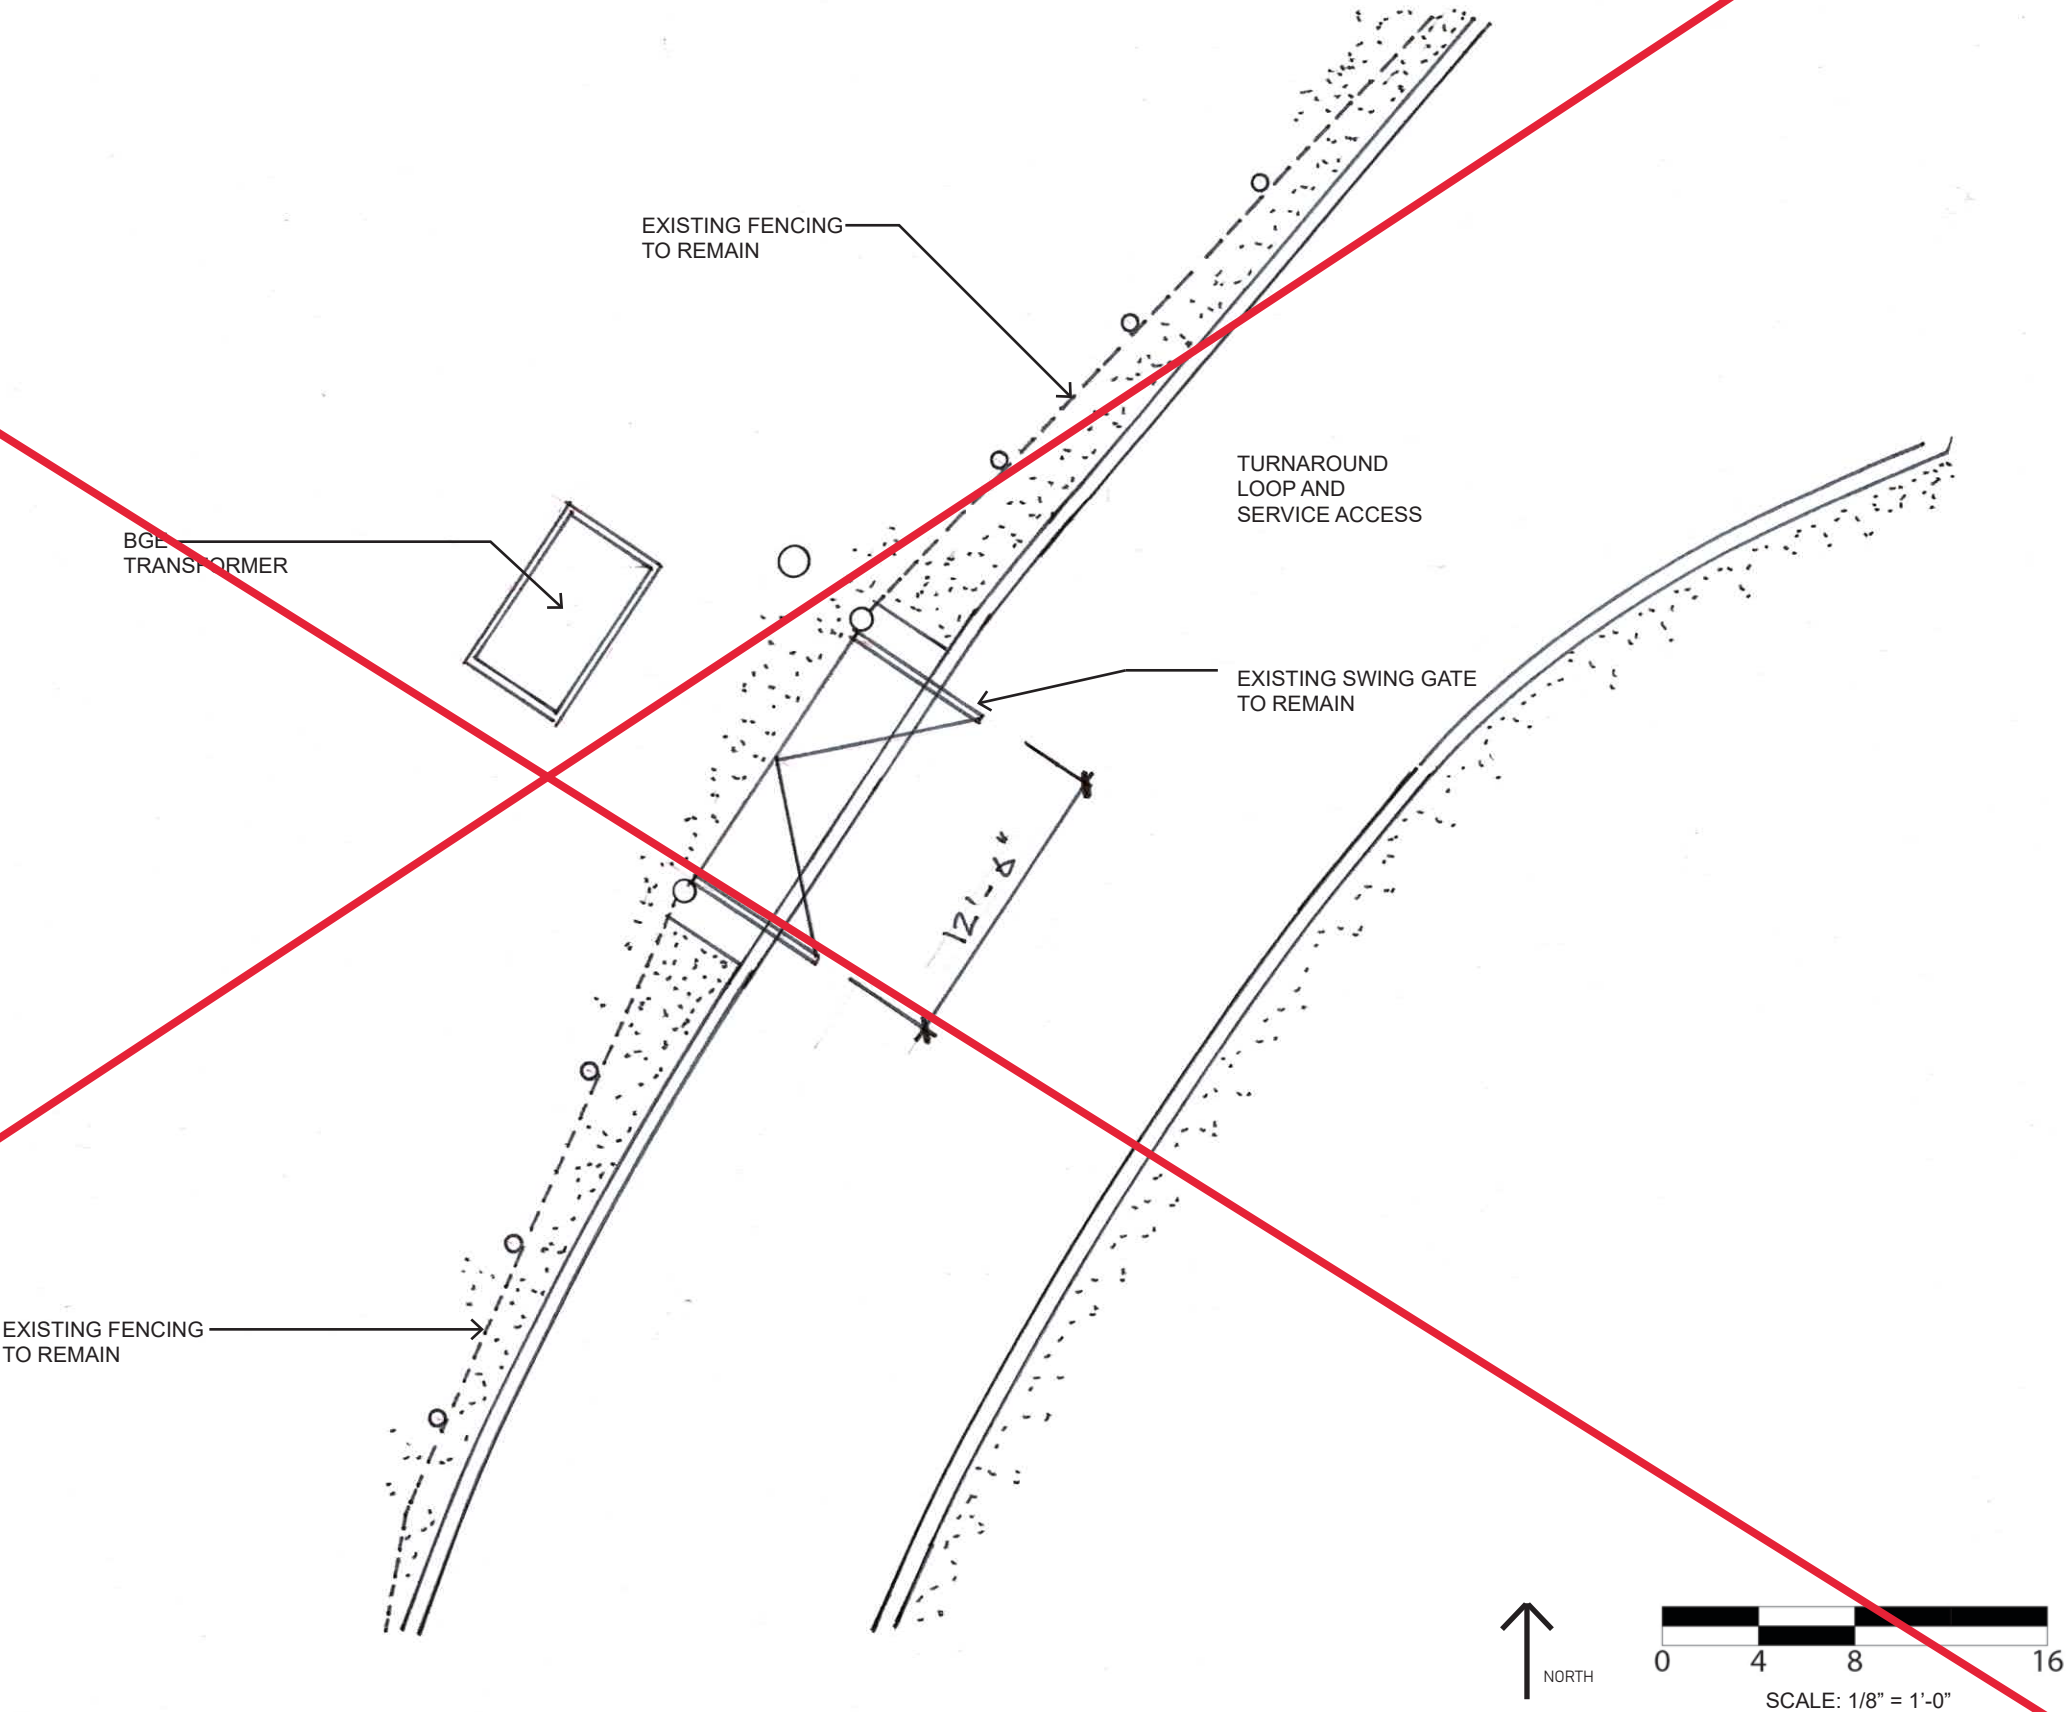 EXISTING FENCING
TO REMAIN
TURNAROUND
LOOP AND
SERVICE ACCESS
BGE
TRANSFORMER
EXISTING SWING GATE
TO REMAIN
12'-6"
EXISTING FENCING
TO REMAIN
NORTH
0 4 8 16
SCALE: 1/8” = 1’-0”